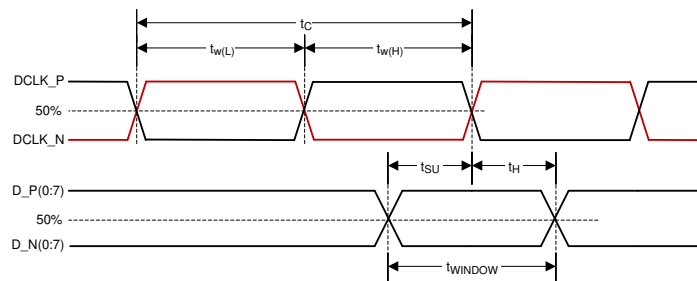 tC
tw(L) tw(H)
DCLK_P
50%
DCLK_N
tSU tH
D_P(0:7)
50%
D_N(0:7)
tWINDOW